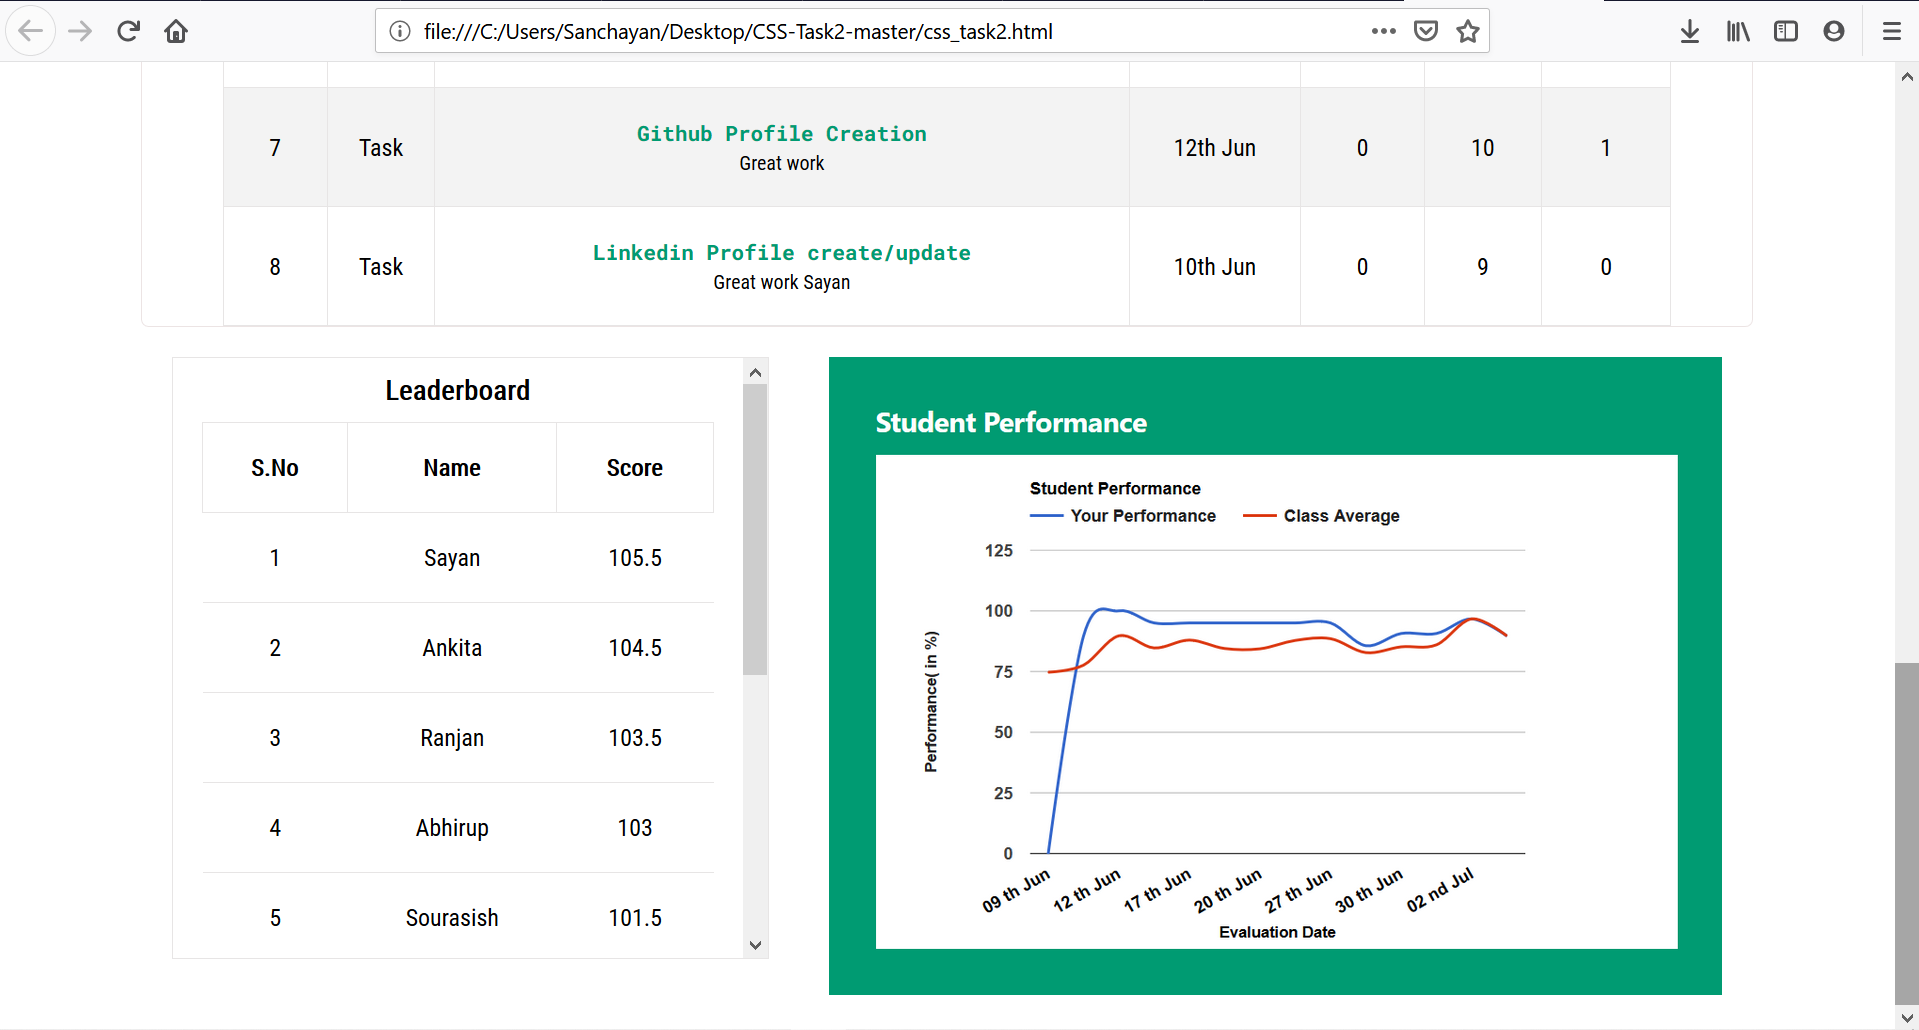 file:///C:/Users/Sanchayan/Desktop/CSS-Task2-master/css_task2.html
7 Task Github Profile Creation 12th Jun 0 10 1
Great work
8 Task Linkedin Profile create/update 10th Jun 0 9 0
Great work Sayan
Leaderboard
S.No Name Score
1 Sayan 105.5
2 Ankita 104.5
3 Ranjan 103.5
4 Abhirup 103
5 Sourasish 101.5
Student Performance
Student Performance
Your Performance Class Average
125
100
75
50
25
0
Performance( in %)
09 th Jun 12 th Jun 17 th Jun 20 th Jun 27 th Jun 30 th Jun 02 nd Jul
Evaluation Date